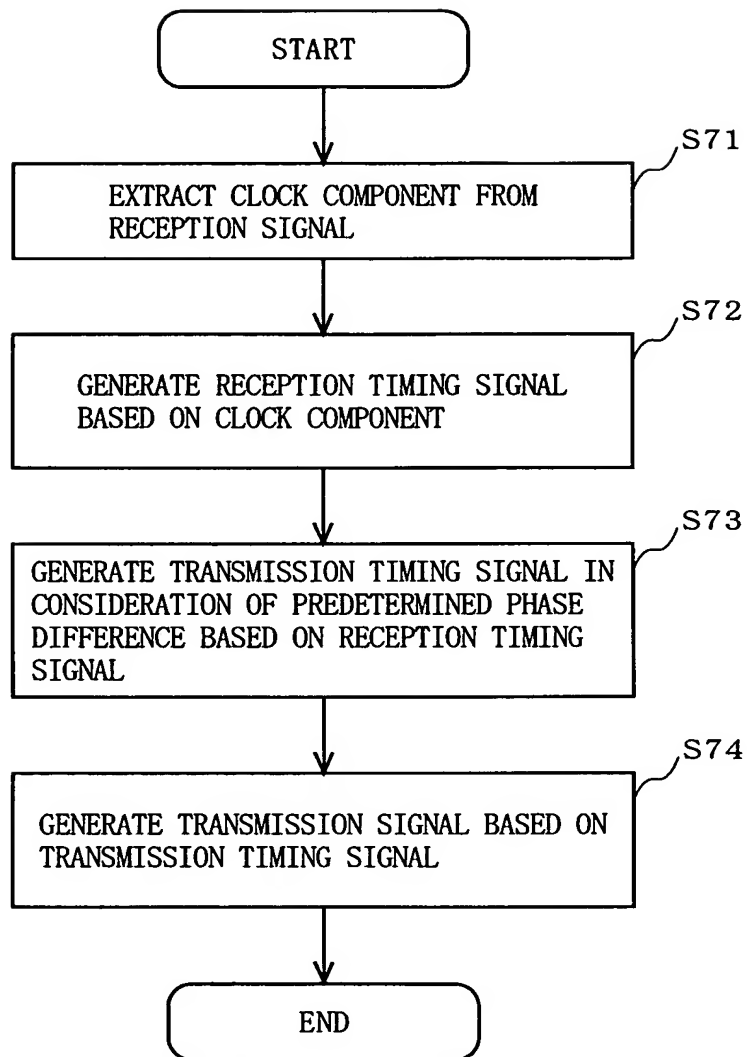 START
S71
EXTRACT CLOCK COMPONENT FROM
RECEPTION SIGNAL
S72
GENERATE RECEPTION TIMING SIGNAL
BASED ON CLOCK COMPONENT
S73
GENERATE TRANSMISSION TIMING SIGNAL IN
CONSIDERATION OF PREDETERMINED PHASE
DIFFERENCE BASED ON RECEPTION TIMING
SIGNAL
S74
GENERATE TRANSMISSION SIGNAL BASED ON
TRANSMISSION TIMING SIGNAL
END